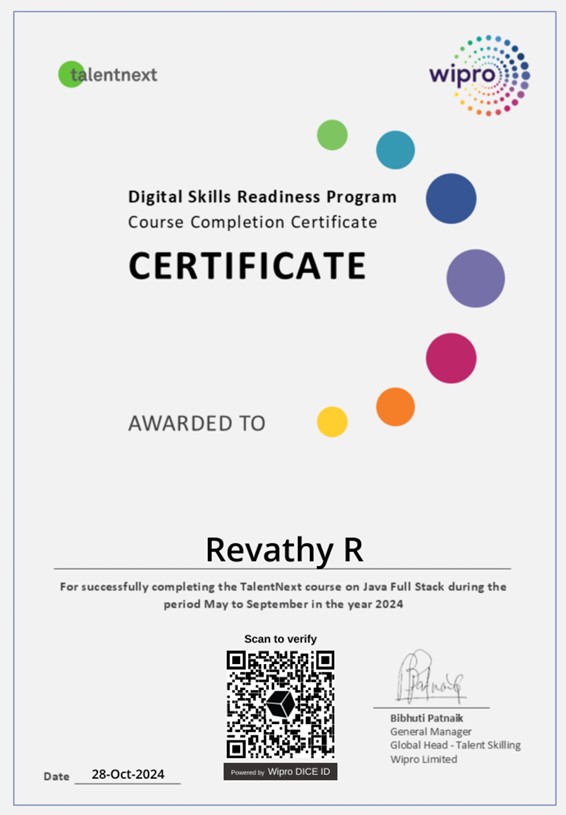 talentnext
wipro
Digital Skills Readiness Program
Course Completion Certificate
CERTIFICATE
AWARDED TO
Revathy R
For successfully completing the TalentNext course on Java Full Stack during the
period May to September in the year 2024
Scan to verify
Powered by Wipro DICE ID
Bibhuti Patnaik
General Manager
Global Head - Talent Skilling
Wipro Limited
Date 28-Oct-2024